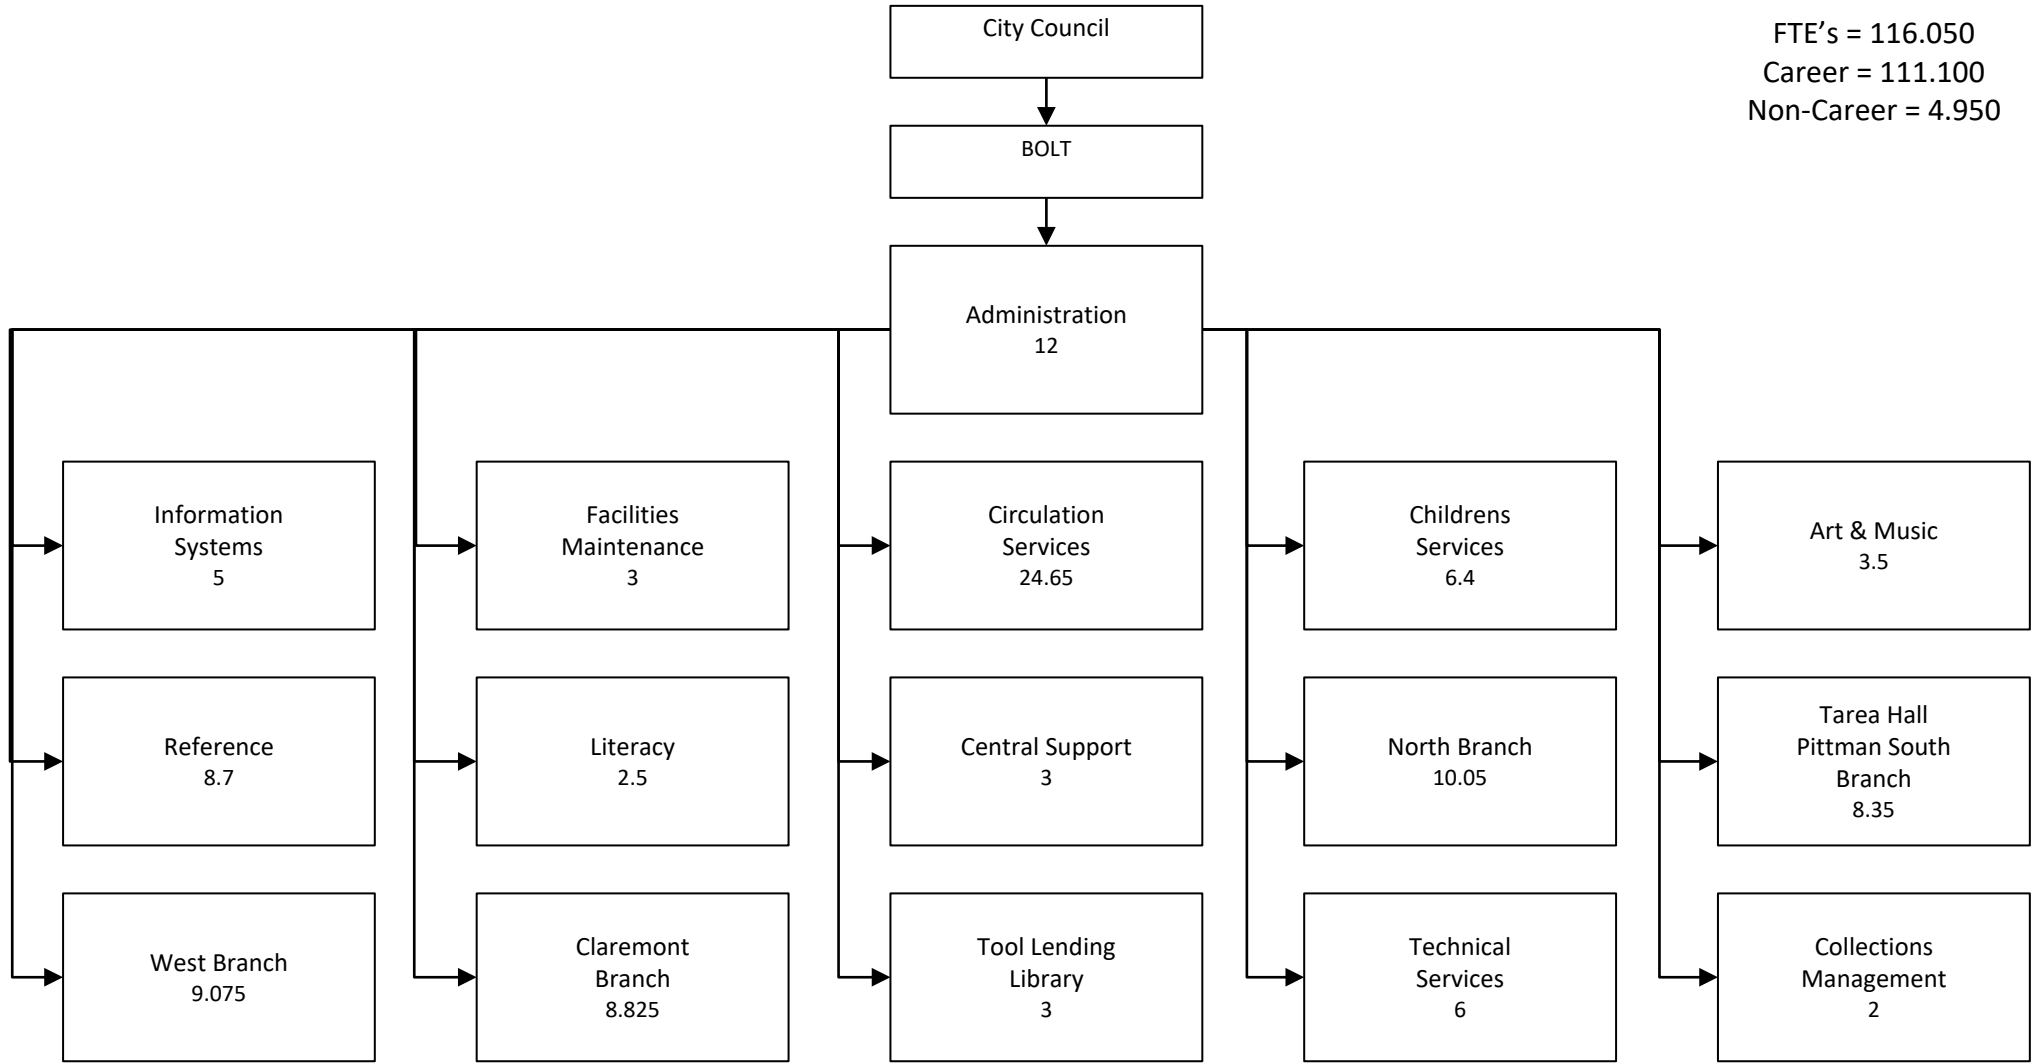 City Council
FTE's = 116.050
Career = 111.100
Non-Career = 4.950
BOLT
Administration
12
Information
Systems
5
Facilities
Maintenance
3
Circulation
Services
24.65
Childrens
Services
6.4
Art & Music
3.5
Reference
8.7
Literacy
2.5
Central Support
3
North Branch
10.05
Tarea Hall
Pittman South
Branch
8.35
West Branch
9.075
Claremont
Branch
8.825
Tool Lending
Library
3
Technical
Services
6
Collections
Management
2